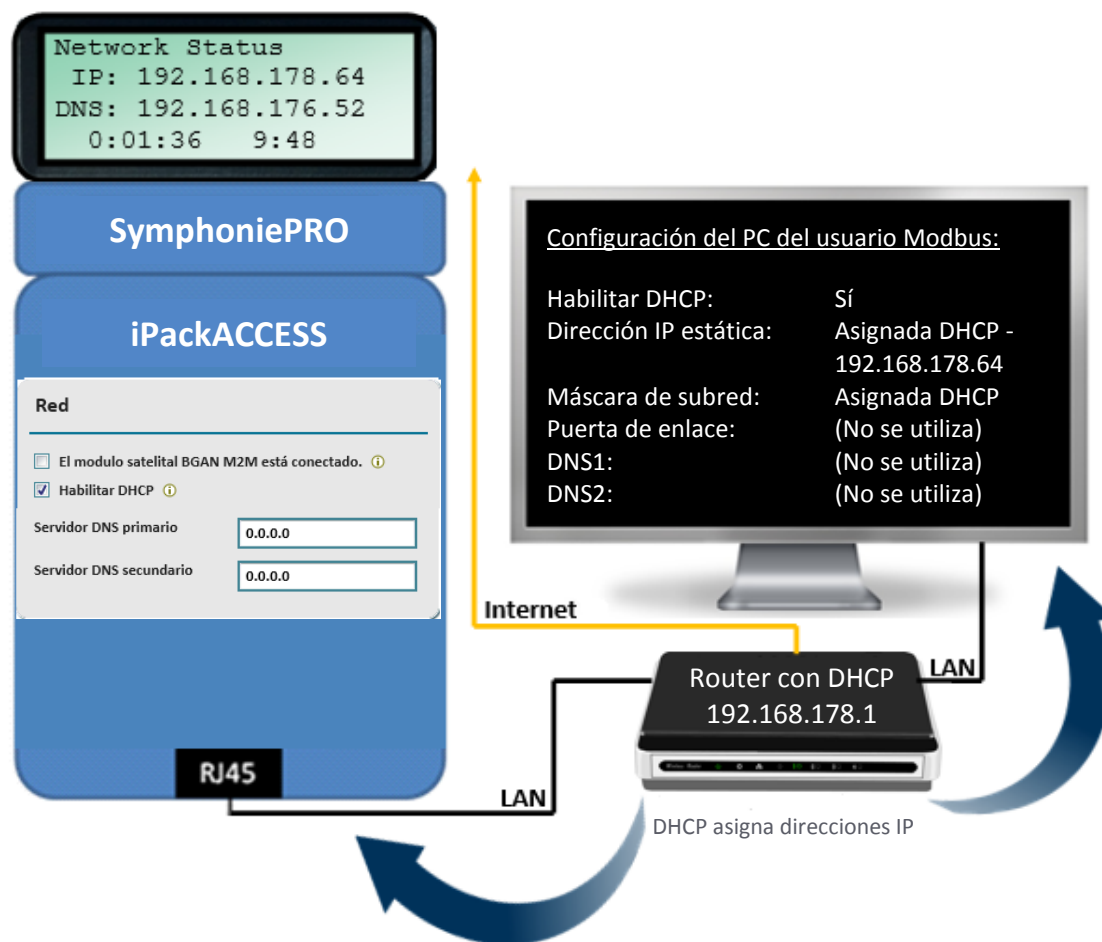 Network Status
IP: 192.168.178.64
DNS: 192.168.176.52
0:01:36 9:48
SymphoniePRO
iPackACCESS
Red
El modulo satelital BGAN M2M está conectado.
Habilitar DHCP
Servidor DNS primario 0.0.0.0
Servidor DNS secundario 0.0.0.0
RJ45
Configuración del PC del usuario Modbus:
Habilitar DHCP: Sí
Dirección IP estática: Asignada DHCP -
192.168.178.64
Máscara de subred: Asignada DHCP
Puerta de enlace: (No se utiliza)
DNS1: (No se utiliza)
DNS2: (No se utiliza)
Internet
LAN
Router con DHCP
192.168.178.1
LAN
DHCP asigna direcciones IP